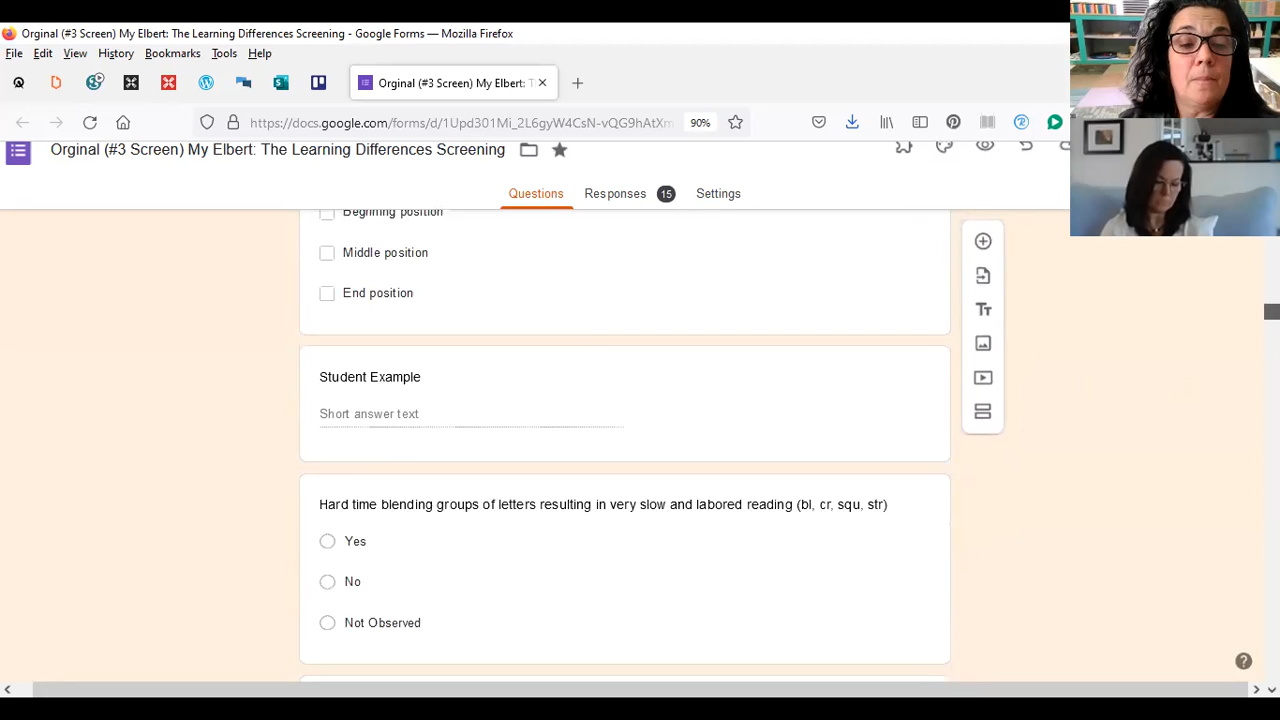 Orginal (#3 Screen) My Elbert: The Learning Differences Screening - Google Forms — Mozilla Firefox
File Edit View History Bookmarks Tools Help
Orginal (#3 Screen) My Elbert: T
https://docs.google.com/forms/d/1Upd301Mi_2L6gyW4CsN-vQG9hAtXm 90%
Orginal (#3 Screen) My Elbert: The Learning Differences Screening
Questions Responses 15 Settings
Beginning position
Middle position
End position
Student Example
Short answer text
Hard time blending groups of letters resulting in very slow and labored reading (bl, cr, squ, str)
Yes
No
Not Observed